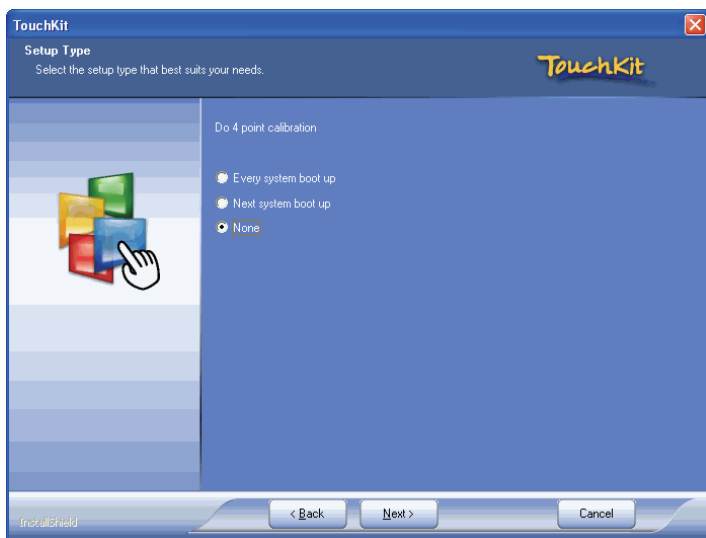 TouchKit
Setup Type
Select the setup type that best suits your needs.
TouchKit
Do 4 point calibration
Every system boot up
Next system boot up
None
InstallShield
< Back
Next >
Cancel